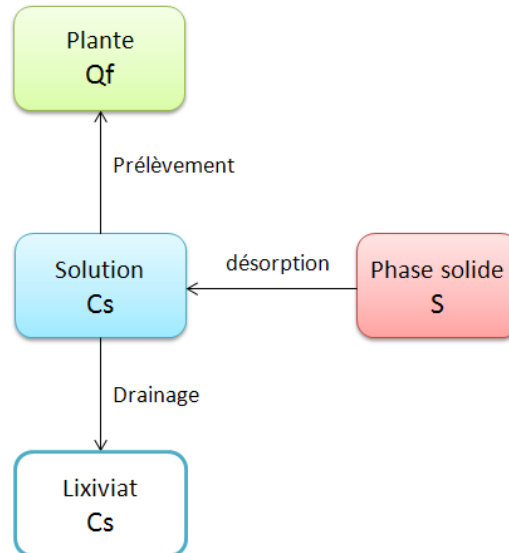 Plante
Qf
Prélèvement
Solution
Cs
désorption
Phase solide
S
Drainage
Lixiviat
Cs